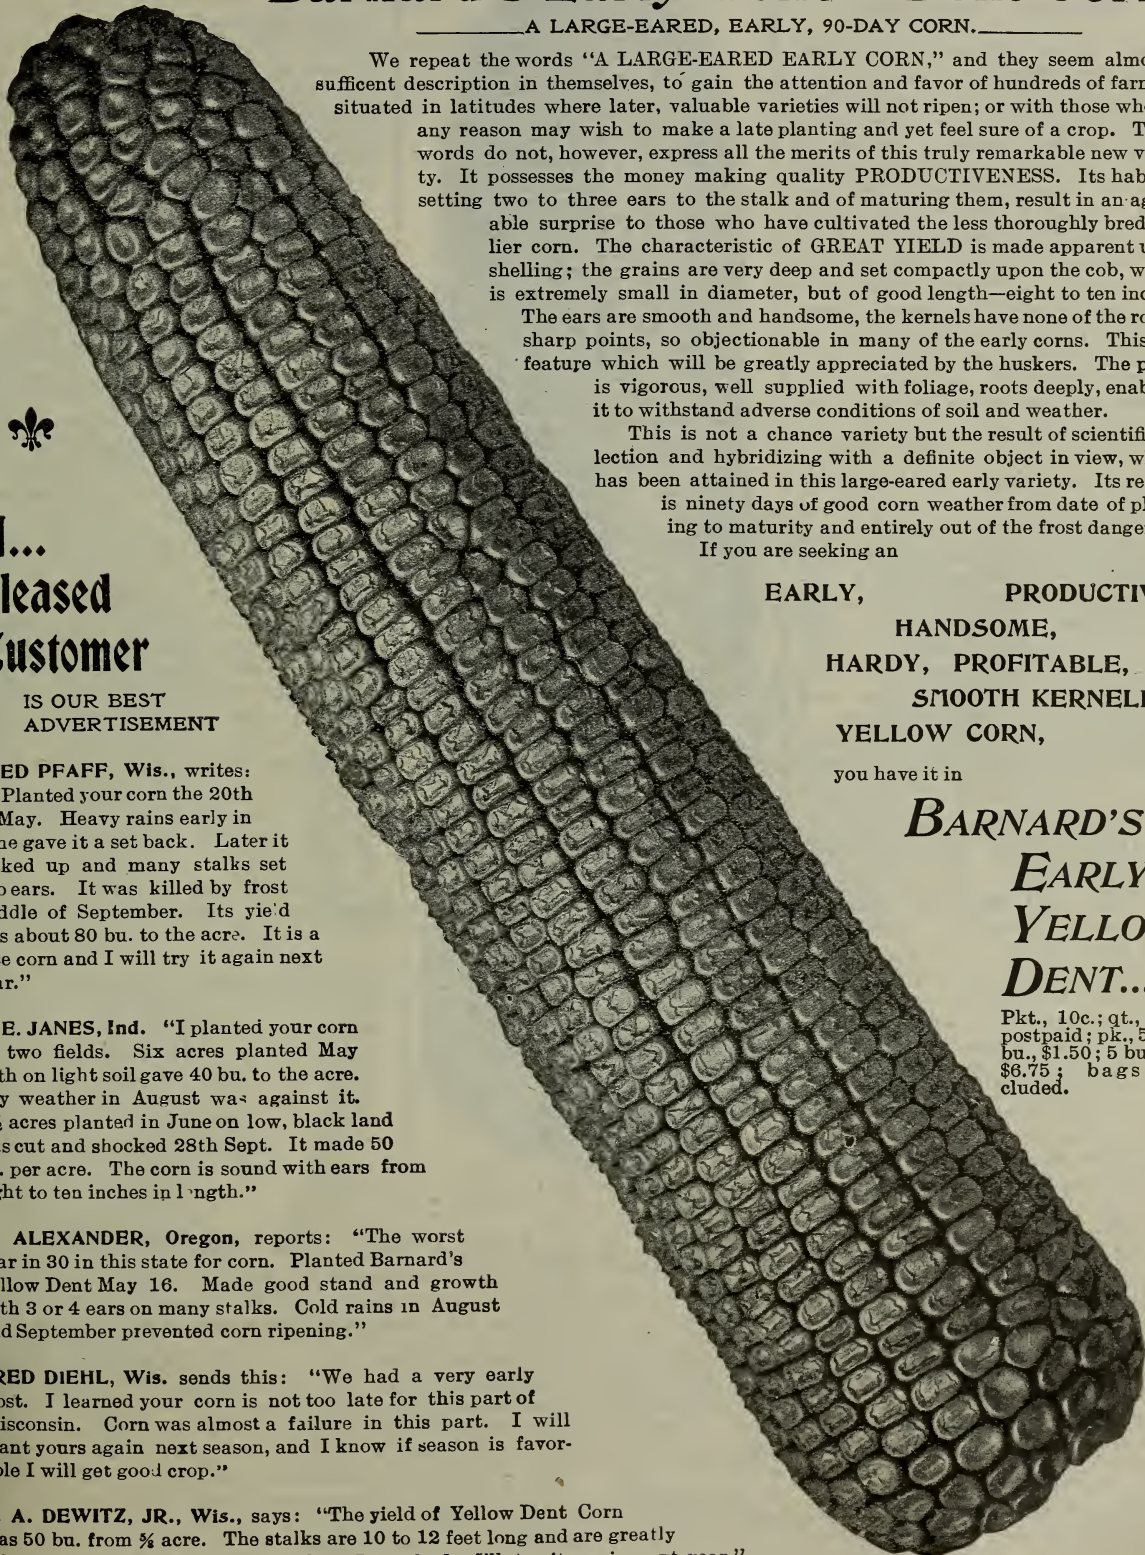 A LARGE-EARED, EARLY, 90-DAY CORN.
We repeat the words "A LARGE-EARED EARLY CORN," and they seem almo
sufficent description in themselves, to gain the attention and favor of hundreds of farm
situated in latitudes where later, valuable varieties will not ripen; or with those wh
any reason may wish to make a late planting and yet feel sure of a crop. T
words do not, however, express all the merits of this truly remarkable new v
ty. It possesses the money making quality PRODUCTIVENESS. Its hab
setting two to three ears to the stalk and of maturing them, result in an ag
able surprise to those who have cultivated the less thoroughly bred
lier corn. The characteristic of GREAT YIELD is made apparent u
shelling; the grains are very deep and set compactly upon the cob, w
is extremely small in diameter, but of good length—eight to ten inc
The ears are smooth and handsome, the kernels have none of the ro
sharp points, so objectionable in many of the early corns. This
feature which will be greatly appreciated by the huskers. The p
is vigorous, well supplied with foliage, roots deeply, enab
it to withstand adverse conditions of soil and weather.
This is not a chance variety but the result of scientifi
lection and hybridizing with a definite object in view, w
has been attained in this large-eared early variety. Its re
is ninety days of good corn weather from date of pl
ing to maturity and entirely out of the frost dange
If you are seeking an
EARLY, PRODUCTIV
HANDSOME,
HARDY, PROFITABLE,
SMOOTH KERNEL
YELLOW CORN,
you have it in
BARNARD'S
EARLY
YELLO
DENT...
Pkt., 10c.; qt.,
postpaid; pk., 5
bu., $1.50; 5 bu
$6.75; bags
cluded.
leased
Customer
IS OUR BEST
ADVERTISEMENT
ED PFAFF, Wis., writes:
Planted your corn the 20th
May. Heavy rains early in
ne gave it a set back. Later it
ked up and many stalks set
o ears. It was killed by frost
ddle of September. Its yield
s about 80 bu. to the acre. It is a
e corn and I will try it again next
ar."
E. JANES, Ind. "I planted your corn
two fields. Six acres planted May
th on light soil gave 40 bu. to the acre.
y weather in August was against it.
acres planted in June on low, black land
s cut and shocked 28th Sept. It made 50
. per acre. The corn is sound with ears from
ght to ten inches in length."
ALEXANDER, Oregon, reports: "The worst
ar in 30 in this state for corn. Planted Barnard's
llow Dent May 16. Made good stand and growth
th 3 or 4 ears on many stalks. Cold rains in August
d September prevented corn ripening."
RED DIEHL, Wis. sends this: "We had a very early
ost. I learned your corn is not too late for this part of
isconsin. Corn was almost a failure in this part. I will
ant yours again next season, and I know if season is favor-
ble I will get good crop."
A. DEWITZ, JR., Wis., says: "The yield of Yellow Dent Corn
as 50 bu. from ⅝ acre. The stalks are 10 to 12 feet long and are greatly